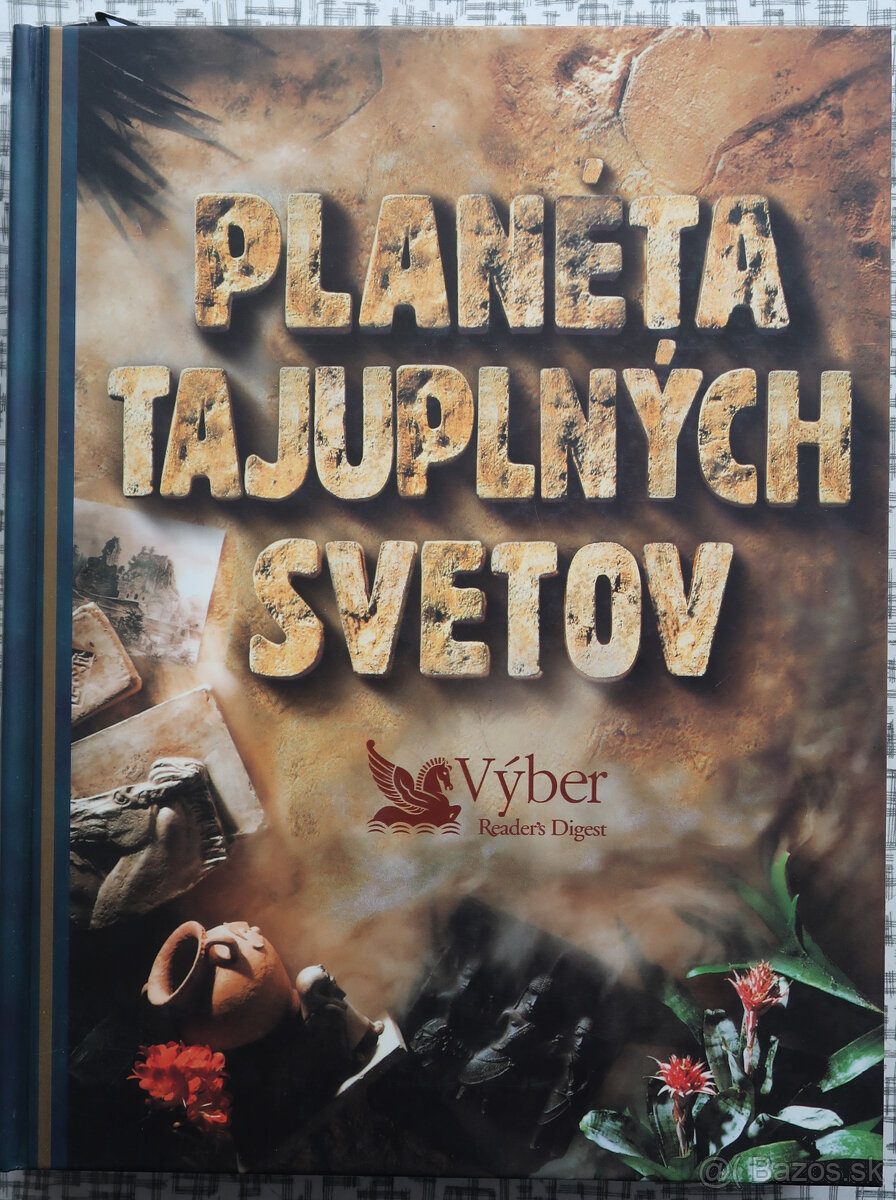 PLANÉTA
TAJUPLNÝCH
SVETOV
Výber
Reader's Digest
@ Bazos.sk